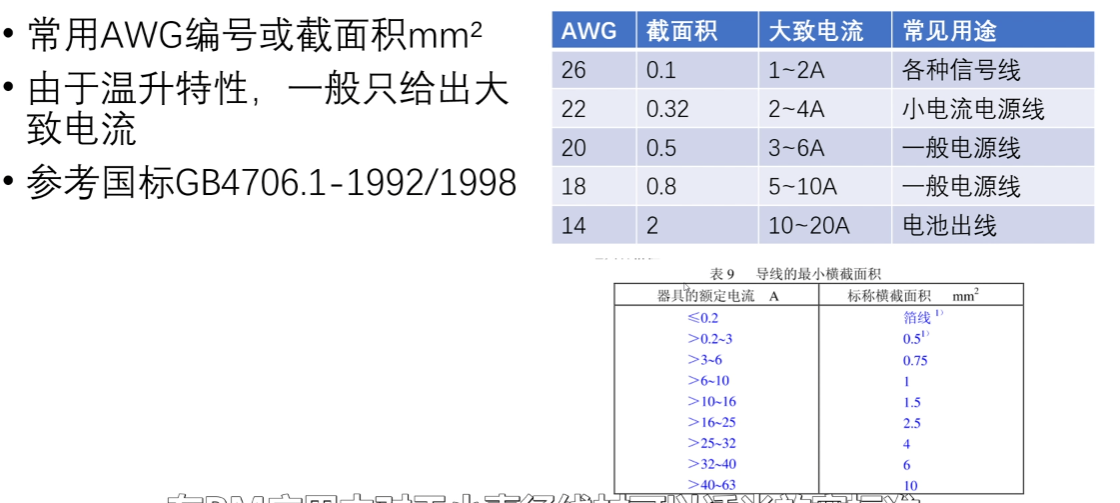 • 常用AWG编号或截面积mm²
• 由于温升特性，一般只给出大
致电流
• 参考国标GB4706.1-1992/1998
AWG 截面积 大致电流 常见用途
26 0.1 1~2A 各种信号线
22 0.32 2~4A 小电流电源线
20 0.5 3~6A 一般电源线
18 0.8 5~10A 一般电源线
14 2 10~20A 电池出线
表 9 导线的最小横截面积
器具的额定电流 A 标称横截面积 mm²
≤0.2 箔线 ¹⁾
＞0.2~3 0.5¹⁾
＞3~6 0.75
＞6~10 1
＞10~16 1.5
＞16~25 2.5
＞25~32 4
＞32~40 6
＞40~63 10